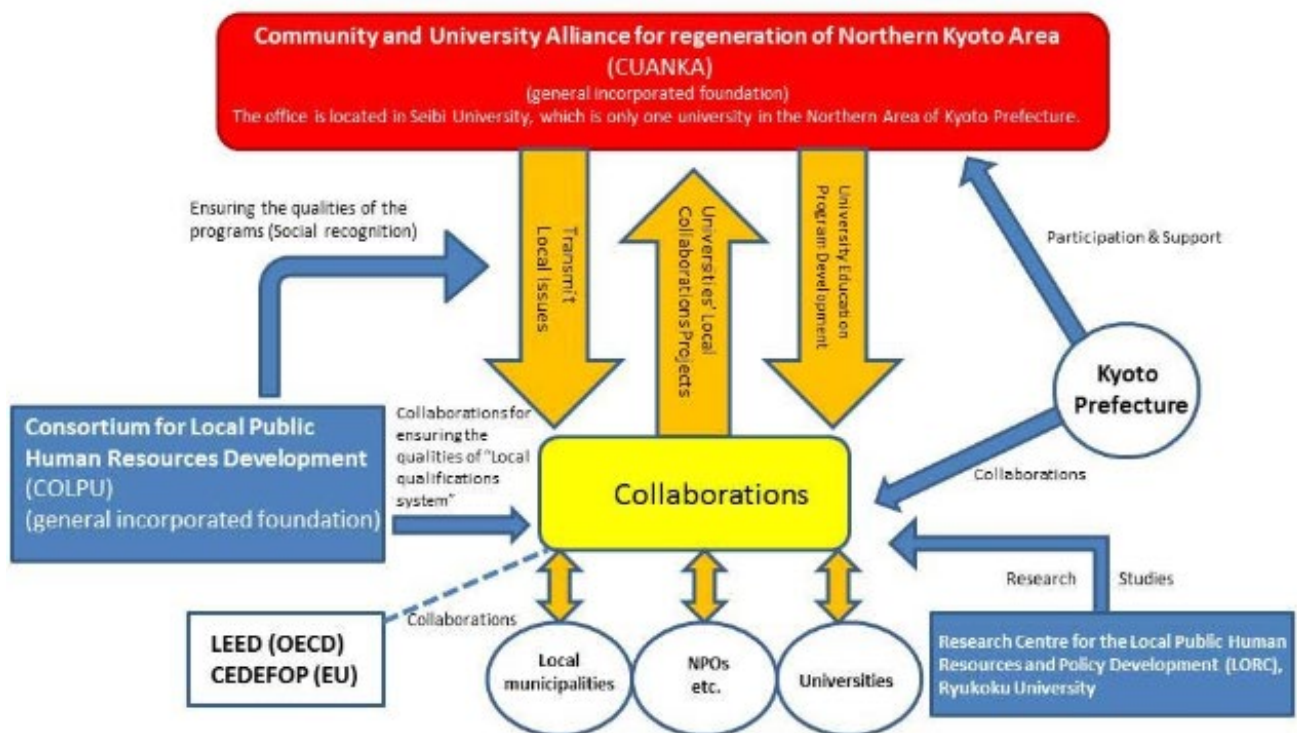 Community and University Alliance for regeneration of Northern Kyoto Area
(CUANKA)
(general incorporated foundation)
The office is located in Seibi University, which is only one university in the Northern Area of Kyoto Prefecture.
Ensuring the qualities of the
programs (Social recognition)
Transmit
Local Issues
Universities' Local
Collaborations Projects
University Education
Program Development
Participation & Support
Kyoto
Prefecture
Consortium for Local Public
Human Resources Development
(COLPU)
(general incorporated foundation)
Collaborations for
ensuring the
qualities of "Local
qualifications
system"
Collaborations
Collaborations
Research
Studies
LEED (OECD)
CEDEFOP (EU)
Collaborations
Local
municipalities
NPOs
etc.
Universities
Research Centre for the Local Public Human
Resources and Policy Development (LORC),
Ryukoku University